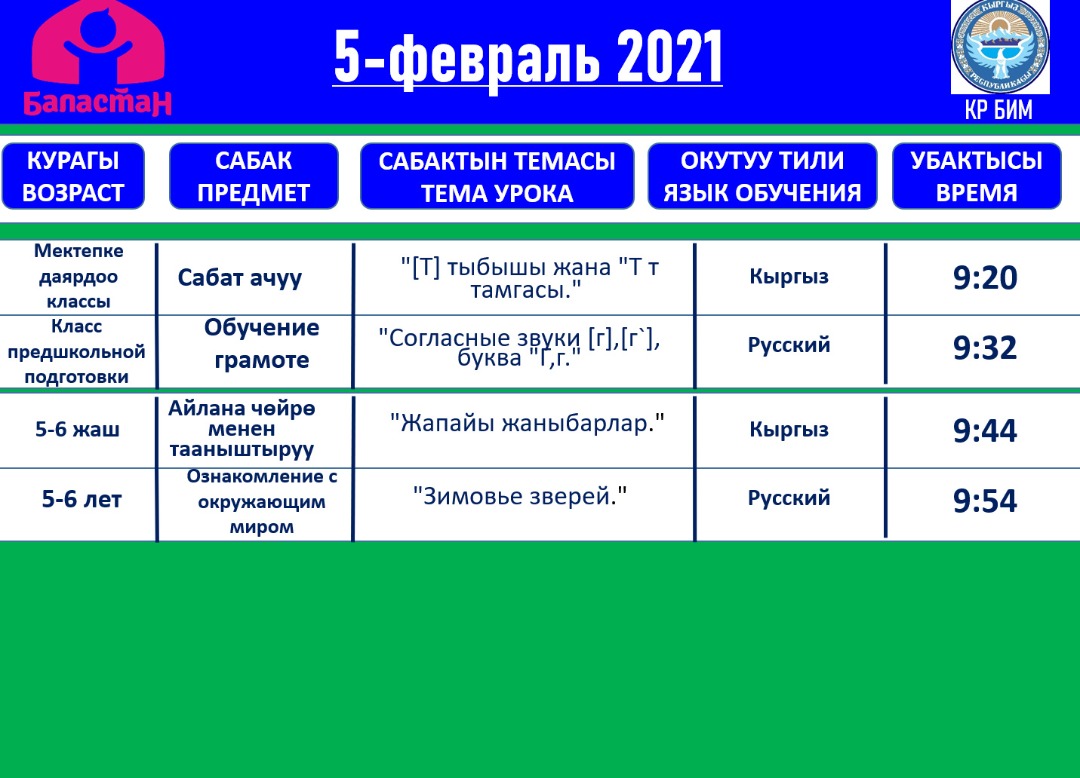 5-февраль 2021
Баластан
КЫРГЫЗ
РЕСПУБЛИКАСЫ
КР БИМ
КУРАГЫ
ВОЗРАСТ
САБАК
ПРЕДМЕТ
САБАКТЫН ТЕМАСЫ
ТЕМА УРОКА
ОКУТУУ ТИЛИ
ЯЗЫК ОБУЧЕНИЯ
УБАКТЫСЫ
ВРЕМЯ
Мектепке
даярдоо
классы
Сабат ачуу
"[Т] тыбышы жана "Т т
тамгасы."
Кыргыз
9:20
Класс
предшкольной
подготовки
Обучение
грамоте
"Согласные звуки [г],[г`],
буква "Г,г."
Русский
9:32
5-6 жаш
Айлана чөйрө
менен
тааныштыруу
"Жапайы жаныбарлар."
Кыргыз
9:44
5-6 лет
Ознакомление с
окружающим
миром
"Зимовье зверей."
Русский
9:54